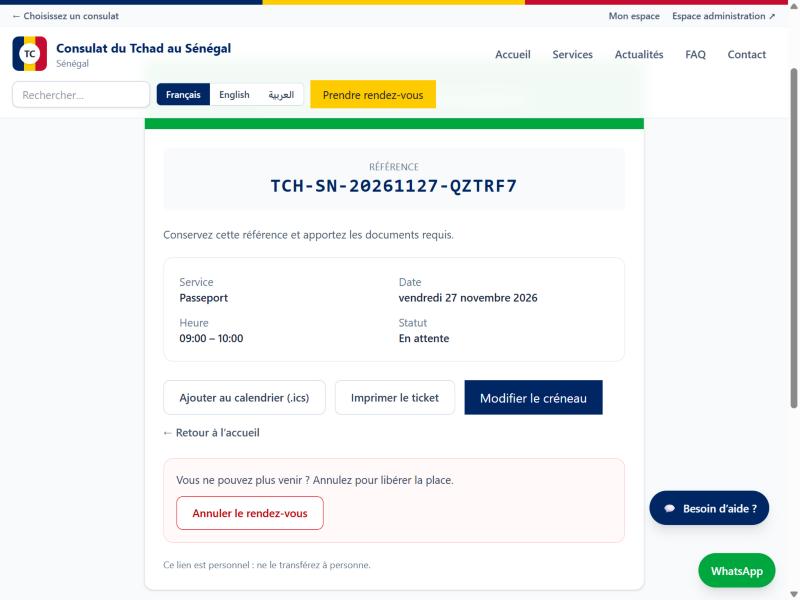 ← Choisissez un consulat
Mon espace
Espace administration ↗
TC
Consulat du Tchad au Sénégal
Sénégal
Accueil
Services
Actualités
FAQ
Contact
Rechercher...
Français
English
العربية
Prendre rendez-vous
RÉFÉRENCE
TCH-SN-20261127-QZTRF7
Conservez cette référence et apportez les documents requis.
Service
Passeport
Date
vendredi 27 novembre 2026
Heure
09:00 – 10:00
Statut
En attente
Ajouter au calendrier (.ics)
Imprimer le ticket
Modifier le créneau
← Retour à l'accueil
Vous ne pouvez plus venir ? Annulez pour libérer la place.
Annuler le rendez-vous
Besoin d'aide ?
Ce lien est personnel : ne le transférez à personne.
WhatsApp